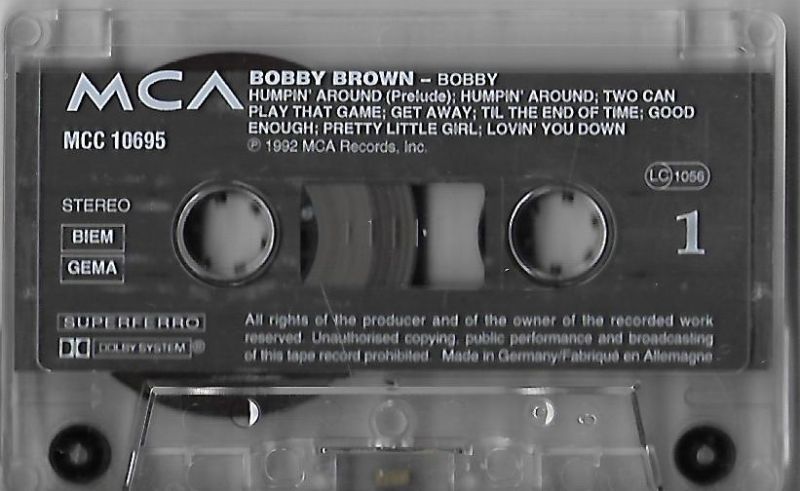 MCA
BOBBY BROWN – BOBBY
HUMPIN' AROUND (Prelude); HUMPIN' AROUND; TWO CAN
PLAY THAT GAME; GET AWAY; TIL THE END OF TIME; GOOD
ENOUGH; PRETTY LITTLE GIRL; LOVIN' YOU DOWN
℗ 1992 MCA Records, Inc.
MCC 10695
LC 1056
STEREO
BIEM
GEMA
1
SUPERFERRO
DOLBY SYSTEM®
All rights of the producer and of the owner of the recorded work
reserved. Unauthorised copying, public performance and broadcasting
of this tape record prohibited. Made in Germany/Fabriqué en Allemagne